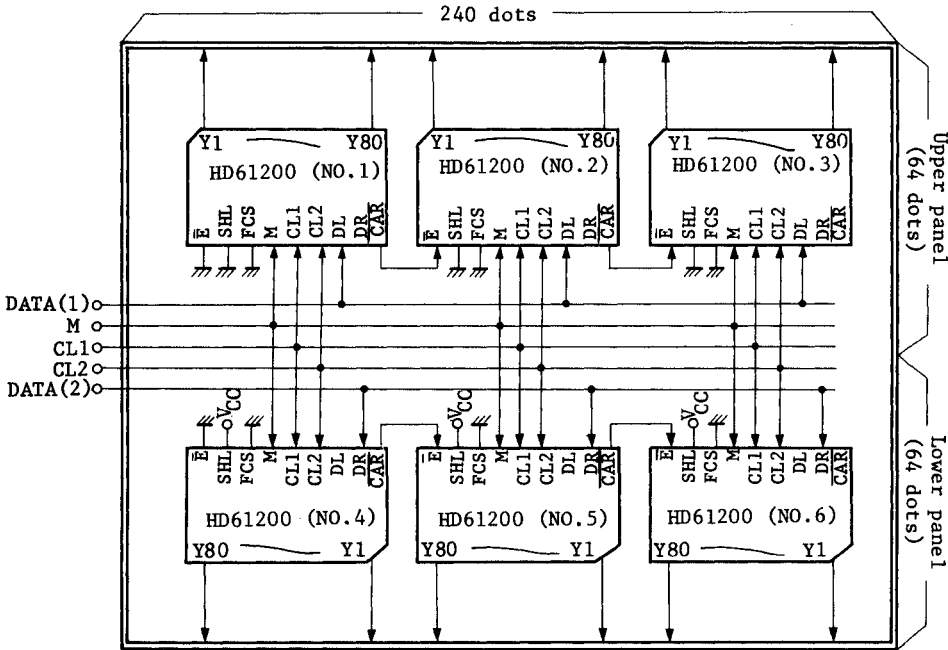 240 dots
Y1 Y80
HD61200 (NO.1)
E SHL FCS M CL1 CL2 DL DR CAR
Y1 Y80
HD61200 (NO.2)
E SHL FCS M CL1 CL2 DL DR CAR
Y1 Y80
HD61200 (NO.3)
E SHL FCS M CL1 CL2 DL DR CAR
Upper panel
(64 dots)
DATA(1)
M
CL1
CL2
DATA(2)
VCC
VCC
VCC
E SHL FCS M CL1 CL2 DL DR CAR
HD61200 (NO.4)
Y80 Y1
E SHL FCS M CL1 CL2 DL DR CAR
HD61200 (NO.5)
Y80 Y1
E SHL FCS M CL1 CL2 DL DR CAR
HD61200 (NO.6)
Y80 Y1
Lower panel
(64 dots)